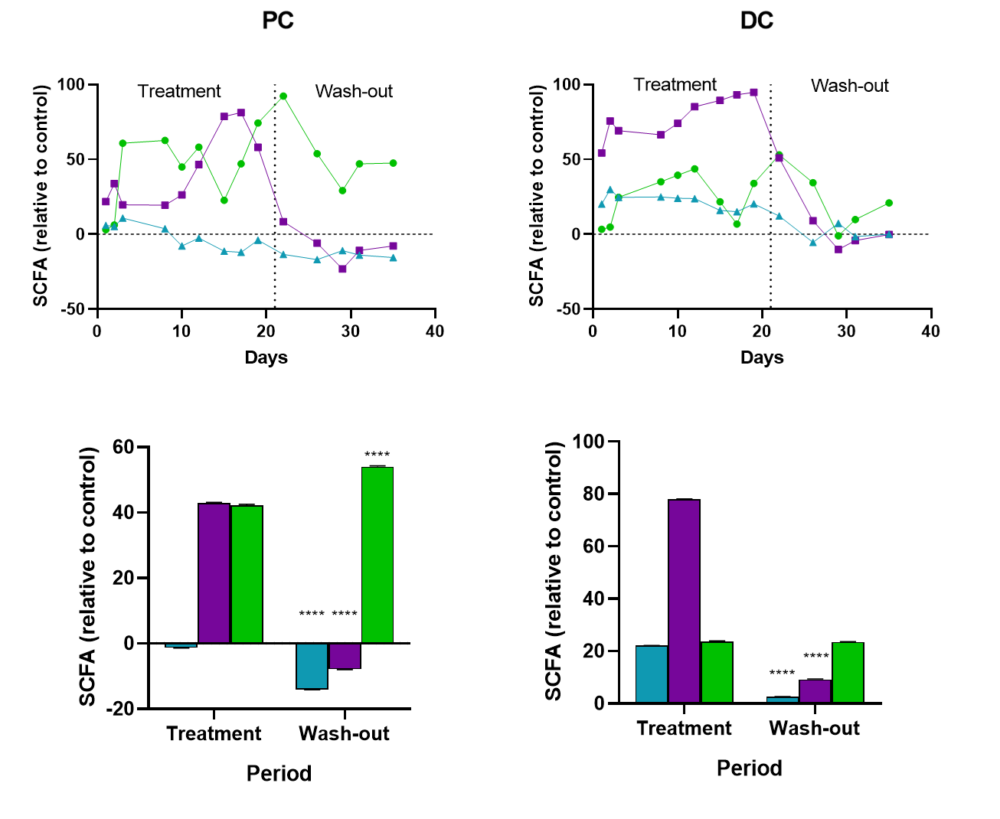 PC
DC
SCFA (relative to control)
100
50
0
-50
Treatment
Wash-out
0
10
20
30
40
Days
SCFA (relative to control)
100
50
0
-50
Treatment
Wash-out
0
10
20
30
40
Days
SCFA (relative to control)
60
40
20
0
-20
****
****
****
Treatment
Wash-out
Period
SCFA (relative to control)
100
80
60
40
20
0
****
****
Treatment
Wash-out
Period